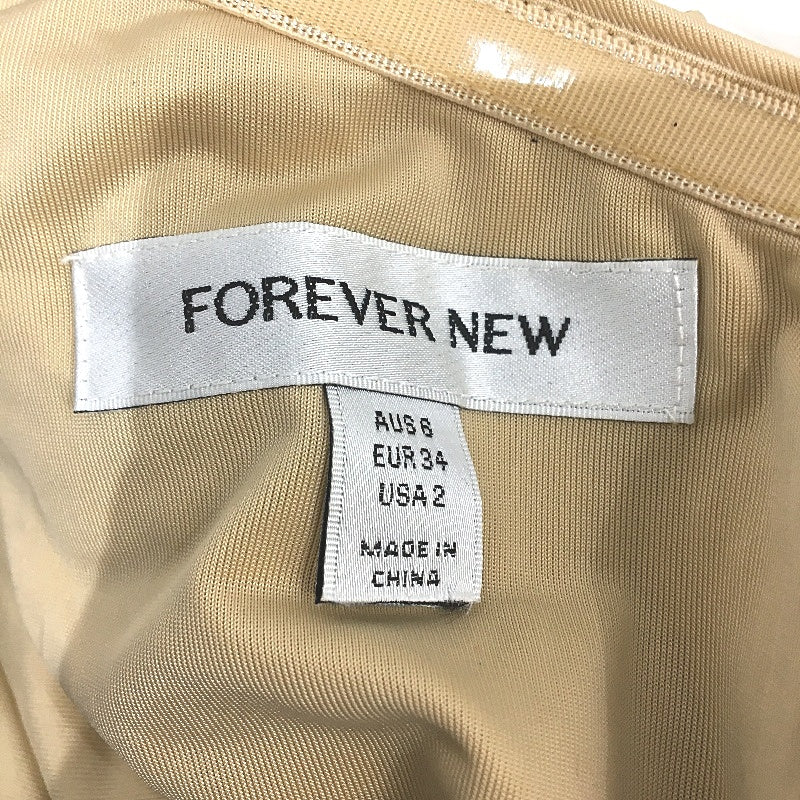 FOREVER NEW
AUS 6
EUR 34
USA 2
MADE IN
CHINA